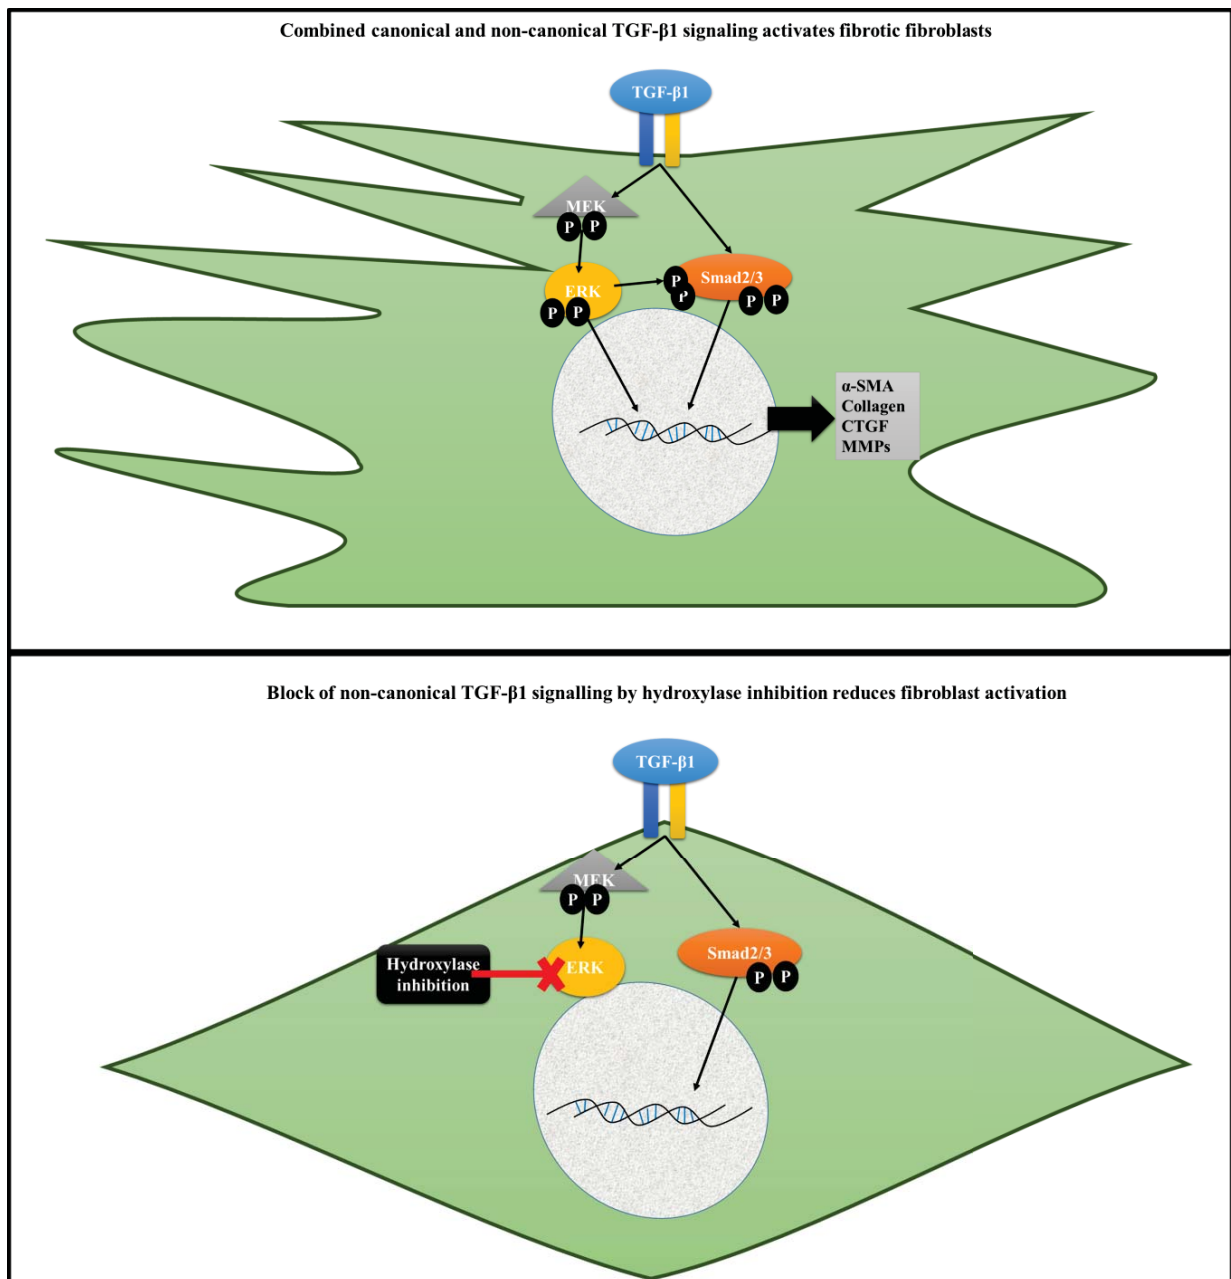 Combined canonical and non-canonical TGF-β1 signaling activates fibrotic fibroblasts
TGF-β1
MEK
P P
Smad2/3
P
P
ERK
P P
P P
α-SMA
Collagen
CTGF
MMPs
Block of non-canonical TGF-β1 signalling by hydroxylase inhibition reduces fibroblast activation
TGF-β1
MEK
P P
Smad2/3
P P
Hydroxylase
inhibition
ERK